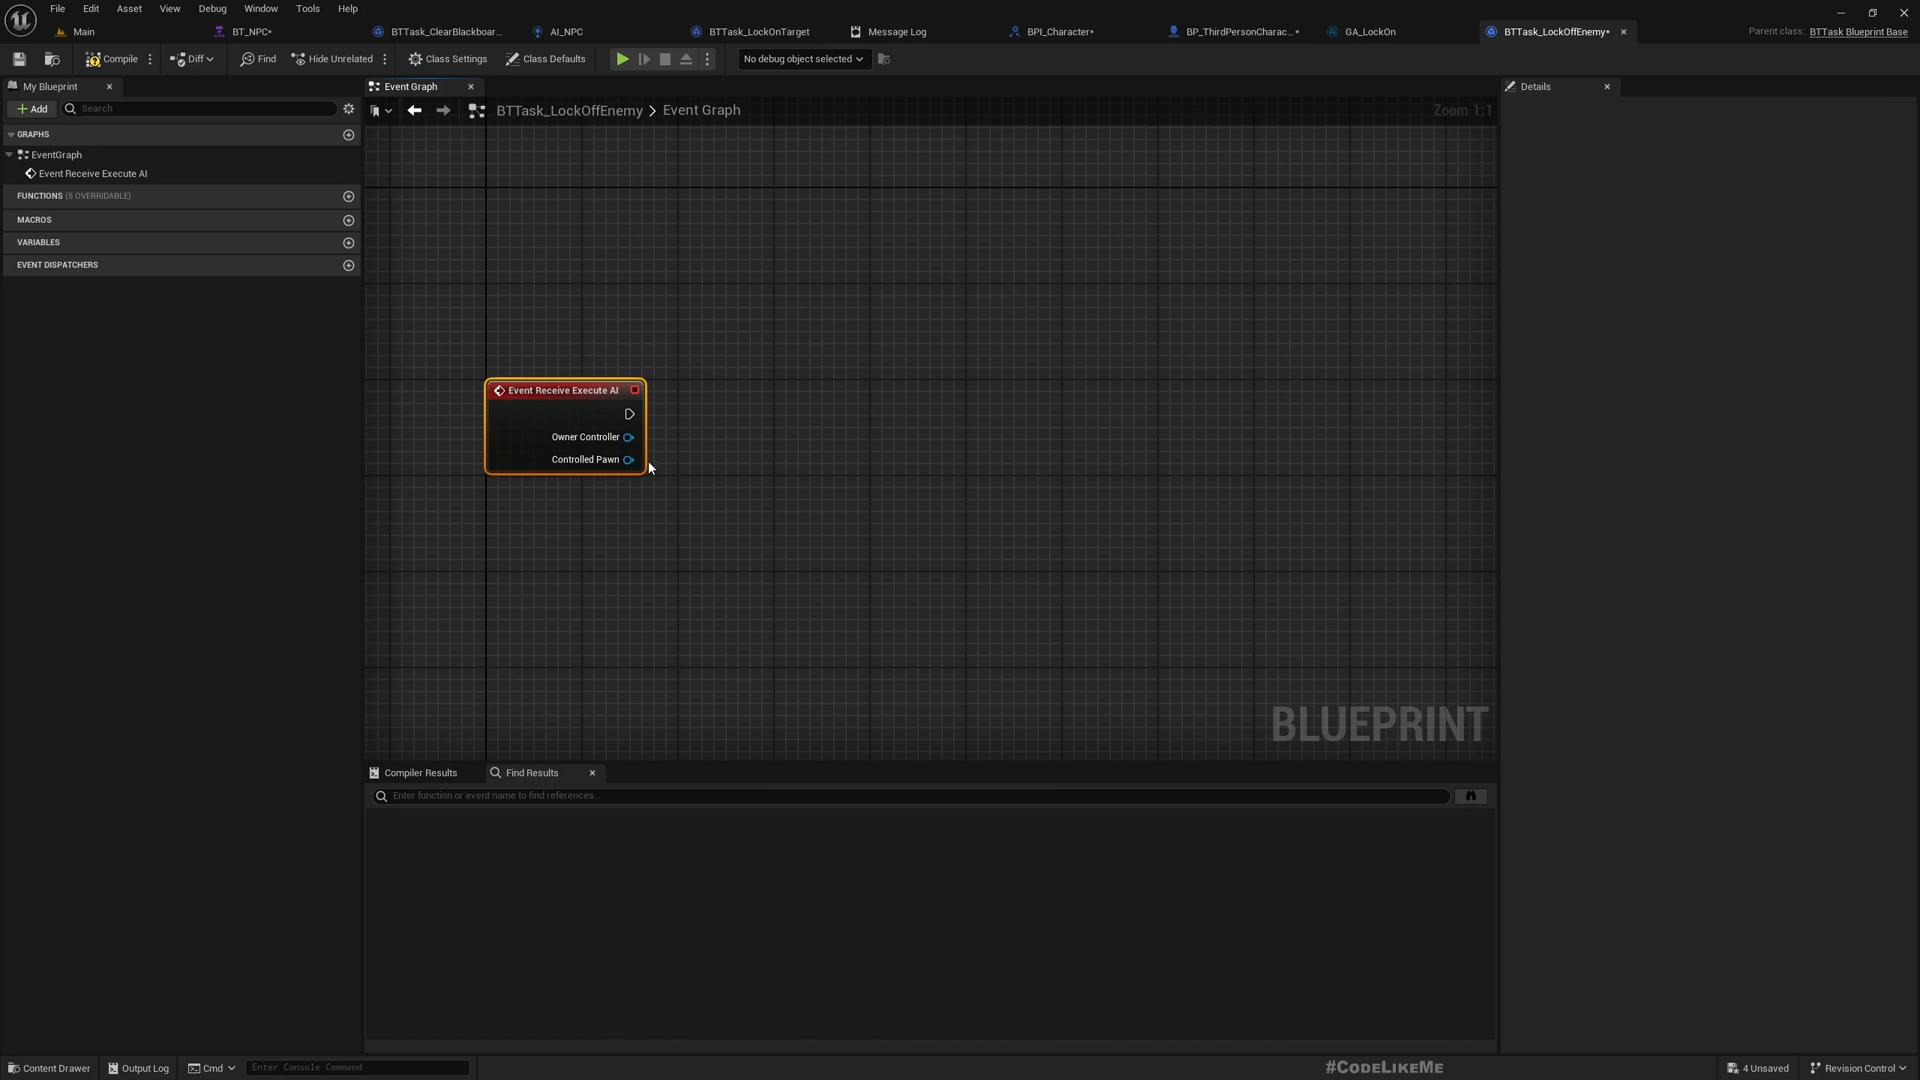 File Edit Asset View Debug Window Tools Help
Main BT_NPC* BTTask_ClearBlackboar... AI_NPC BTTask_LockOnTarget Message Log BPI_Character* BP_ThirdPersonCharac...* GA_LockOn BTTask_LockOffEnemy* Parent class: BTTask Blueprint Base
Compile Diff Find Hide Unrelated Class Settings Class Defaults No debug object selected
My Blueprint Event Graph Details
Add Search BTTask_LockOffEnemy > Event Graph Zoom 1:1
GRAPHS
EventGraph
Event Receive Execute AI
FUNCTIONS (5 OVERRIDABLE)
MACROS
VARIABLES
EVENT DISPATCHERS
Event Receive Execute AI
Owner Controller
Controlled Pawn
BLUEPRINT
Compiler Results Find Results
Enter function or event name to find references...
Content Drawer Output Log Cmd Enter Console Command #CODELIKEME 4 Unsaved Revision Control